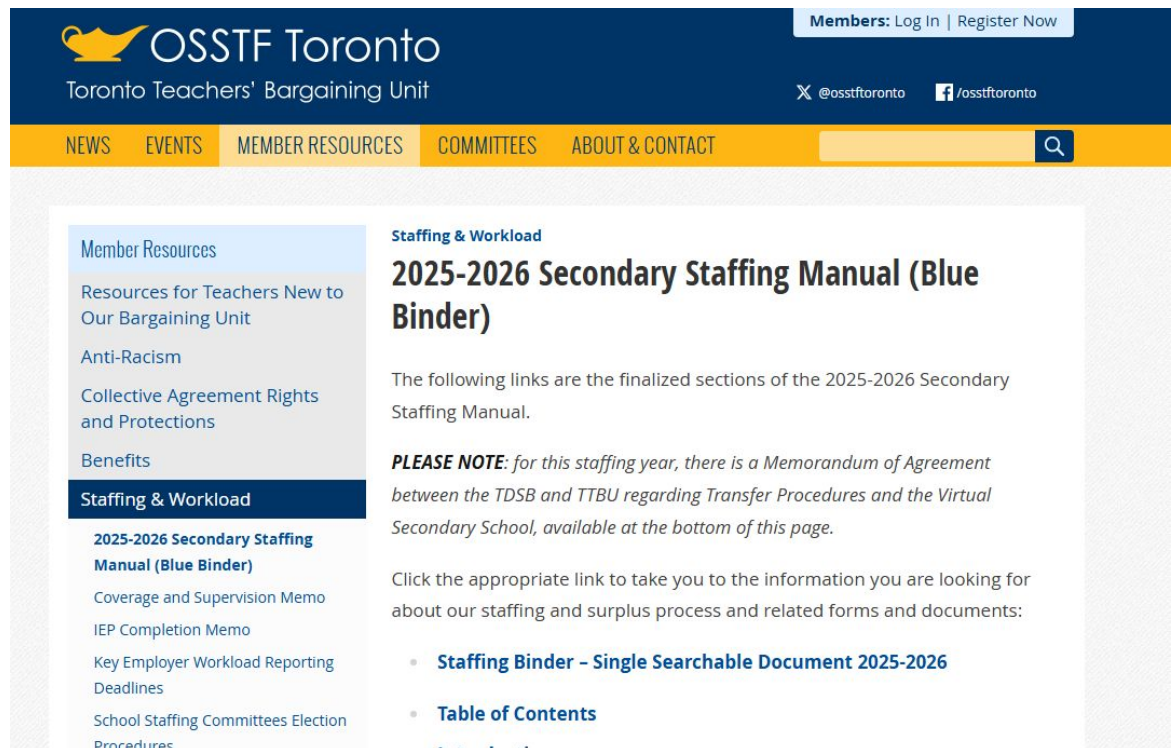 Members: Log In | Register Now
OSSTF Toronto
Toronto Teachers' Bargaining Unit
@osstftoronto
/osstftoronto
NEWS EVENTS MEMBER RESOURCES COMMITTEES ABOUT & CONTACT
Member Resources
Resources for Teachers New to
Our Bargaining Unit
Anti-Racism
Collective Agreement Rights
and Protections
Benefits
Staffing & Workload
2025-2026 Secondary Staffing
Manual (Blue Binder)
Coverage and Supervision Memo
IEP Completion Memo
Key Employer Workload Reporting
Deadlines
School Staffing Committees Election
Procedures
Staffing & Workload
2025-2026 Secondary Staffing Manual (Blue
Binder)
The following links are the finalized sections of the 2025-2026 Secondary
Staffing Manual.
PLEASE NOTE: for this staffing year, there is a Memorandum of Agreement
between the TDSB and TTBU regarding Transfer Procedures and the Virtual
Secondary School, available at the bottom of this page.
Click the appropriate link to take you to the information you are looking for
about our staffing and surplus process and related forms and documents:
Staffing Binder – Single Searchable Document 2025-2026
Table of Contents